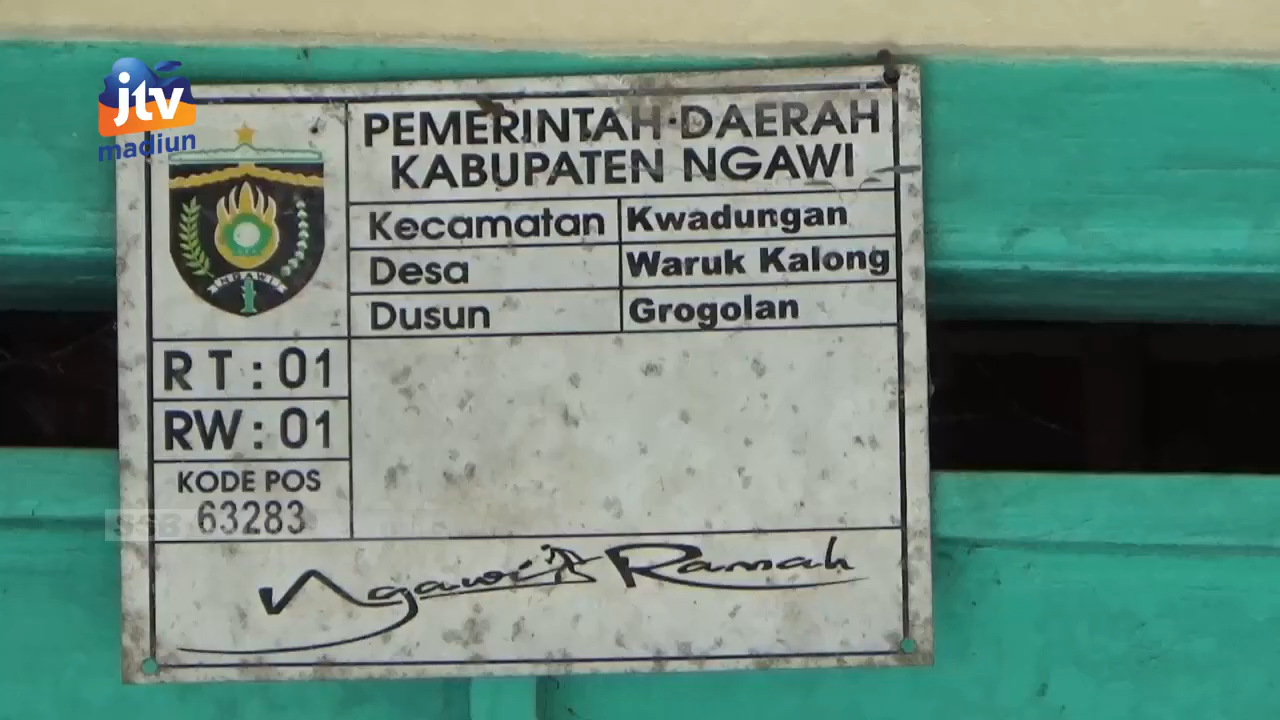 jtv
madiun
PEMERINTAH DAERAH
KABUPATEN NGAWI
Kecamatan Kwadungan
Desa Waruk Kalong
Dusun Grogolan
NGAWI
RT : 01
RW : 01
KODE POS
63283
Ngawi Ramah